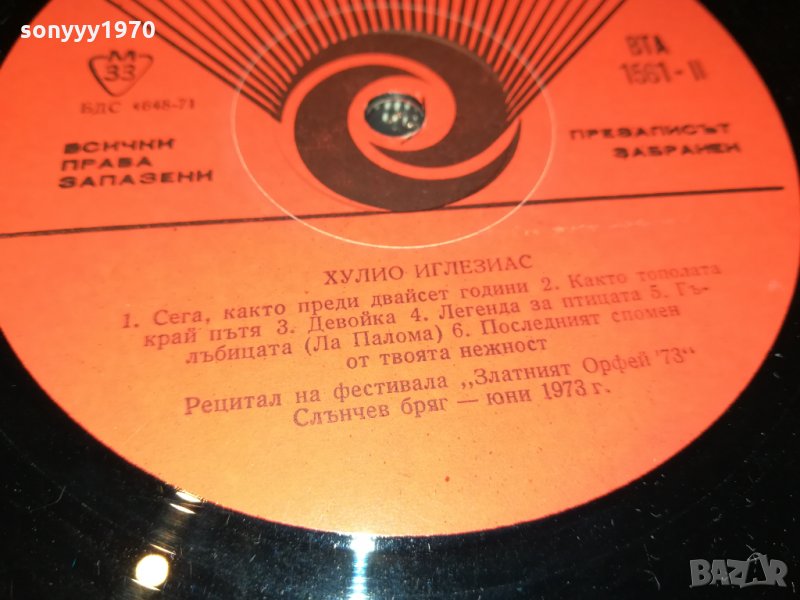 sonyyy1970
М
33
БДС 4648-71
ВСИЧКИ
ПРАВА
ЗАПАЗЕНИ
ВТА
1561-II
ПРЕЗАПИСЪТ
ЗАБРАНЕН
ХУЛИО ИГЛЕЗИАС
1. Сега, както преди двайсет години 2. Както тополата
край пътя 3. Девойка 4. Легенда за птицата 5. Гъ-
лъбицата (Ла Палома) 6. Последният спомен
от твоята нежност
Рецитал на фестивала „Златният Орфей '73“
Слънчев бряг — юни 1973 г.
BAZAR